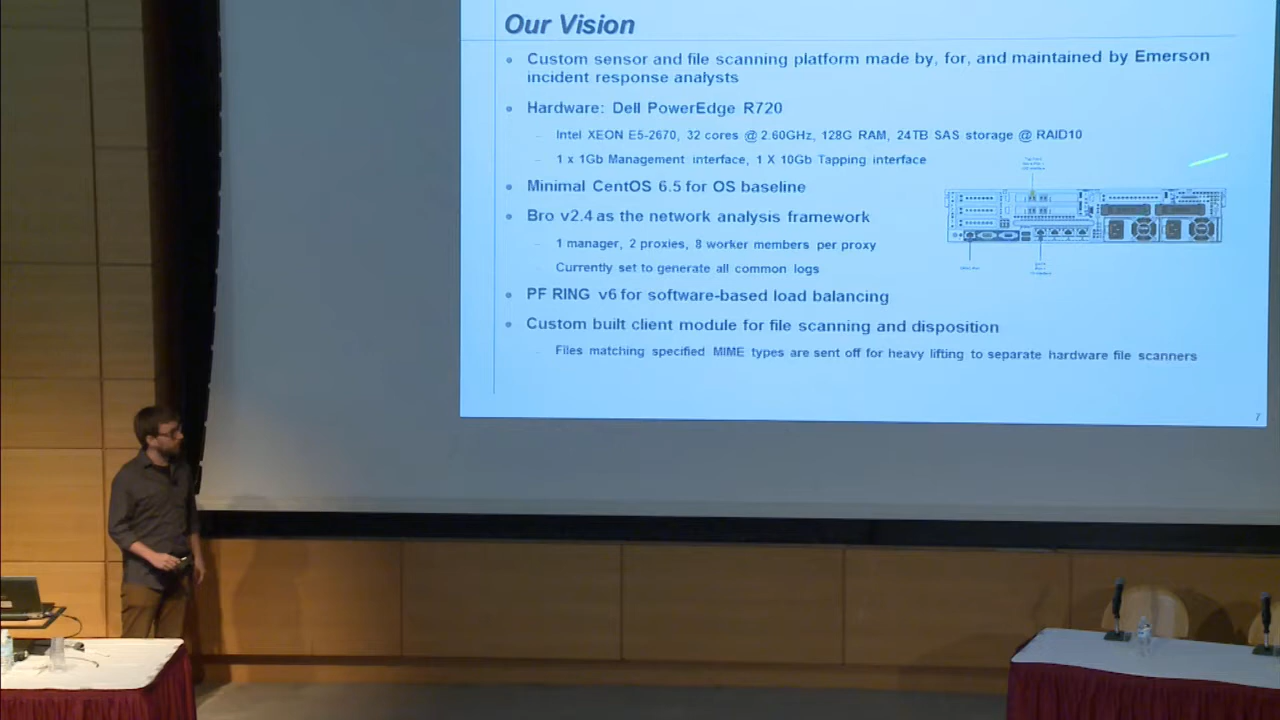 Our Vision
Custom sensor and file scanning platform made by, for, and maintained by Emerson
incident response analysts
Hardware: Dell PowerEdge R720
Intel XEON E5-2670, 32 cores @ 2.60GHz, 128G RAM, 24TB SAS storage @ RAID10
1 x 1Gb Management interface, 1 X 10Gb Tapping interface
Minimal CentOS 6.5 for OS baseline
Bro v2.4 as the network analysis framework
1 manager, 2 proxies, 8 worker members per proxy
Currently set to generate all common logs
PF RING v6 for software-based load balancing
Custom built client module for file scanning and disposition
Files matching specified MIME types are sent off for heavy lifting to separate hardware file scanners
7